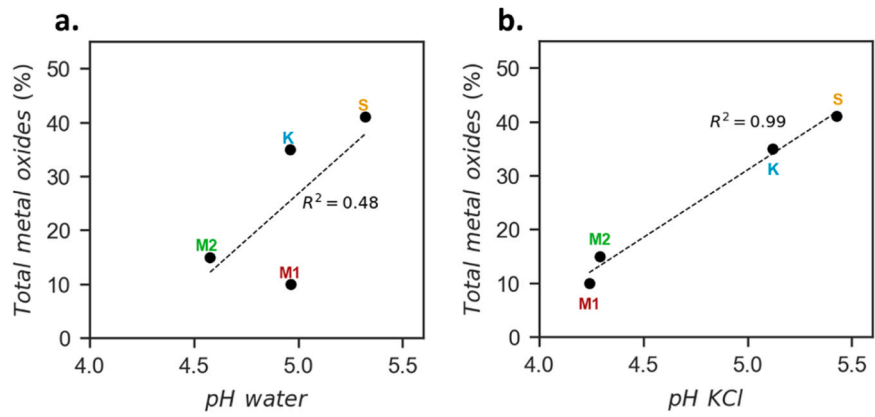 a.
Total metal oxides (%)
50
40
30
20
10
0
S
K
R² = 0.48
M2
M1
4.0 4.5 5.0 5.5
pH water
b.
Total metal oxides (%)
50
40
30
20
10
0
S
R² = 0.99
K
M2
M1
4.0 4.5 5.0 5.5
pH KCl